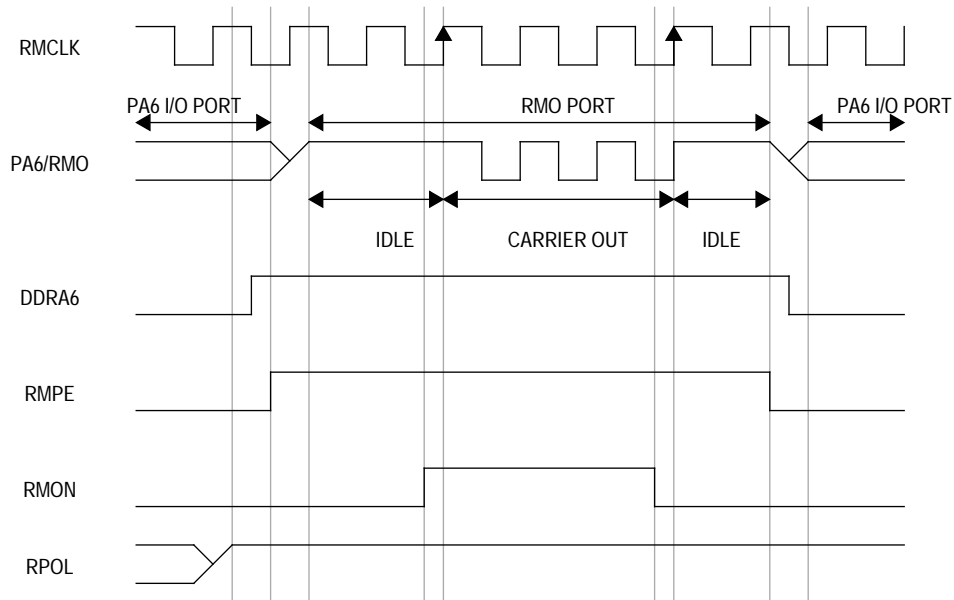 RMCLK
PA6 I/O PORT
RMO PORT
PA6 I/O PORT
PA6/RMO
IDLE
CARRIER OUT
IDLE
DDRA6
RMPE
RMON
RPOL